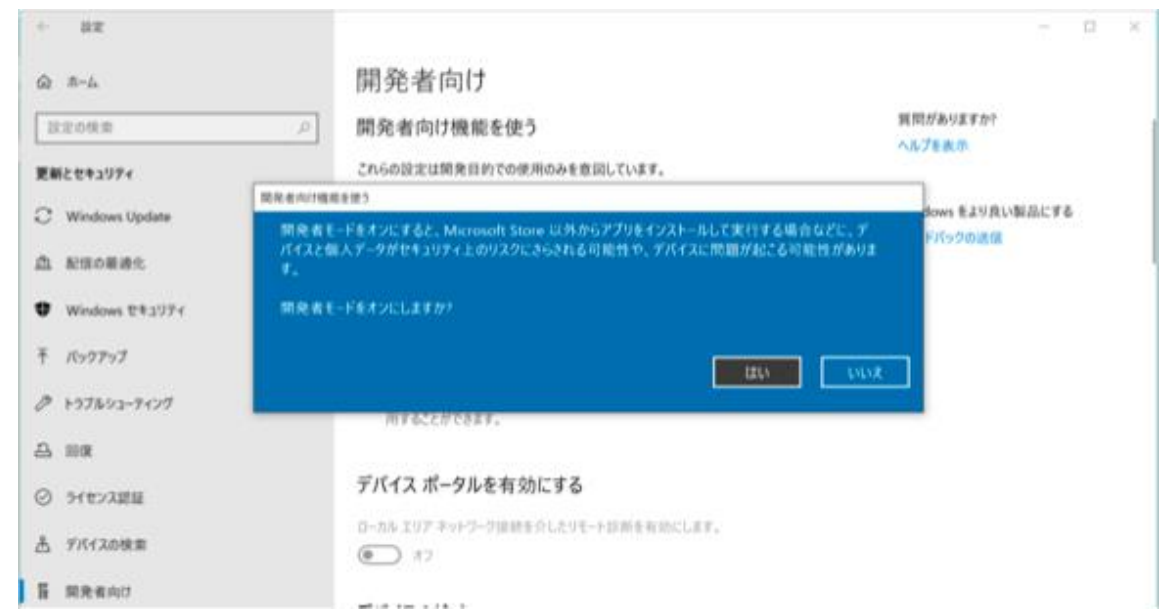 設定
ホーム
設定の検索
更新とセキュリティ
Windows Update
配信の最適化
Windows セキュリティ
バックアップ
トラブルシューティング
回復
ライセンス認証
デバイスの検索
開発者向け
開発者向け
開発者向け機能を使う
これらの設定は開発目的での使用のみを意図しています。
開発者向け機能を使う
開発者モードをオンにすると、Microsoft Store 以外からアプリをインストールして実行する場合などに、デ
バイスと個人データがセキュリティ上のリスクにさらされる可能性や、デバイスに問題が起こる可能性がありま
す。
開発者モードをオンにしますか?
はい
いいえ
用することができます。
デバイス ポータルを有効にする
ローカル エリア ネットワーク接続を介したリモート診断を有効にします。
オフ
質問がありますか?
ヘルプを表示
dows をより良い製品にする
ドバックの送信